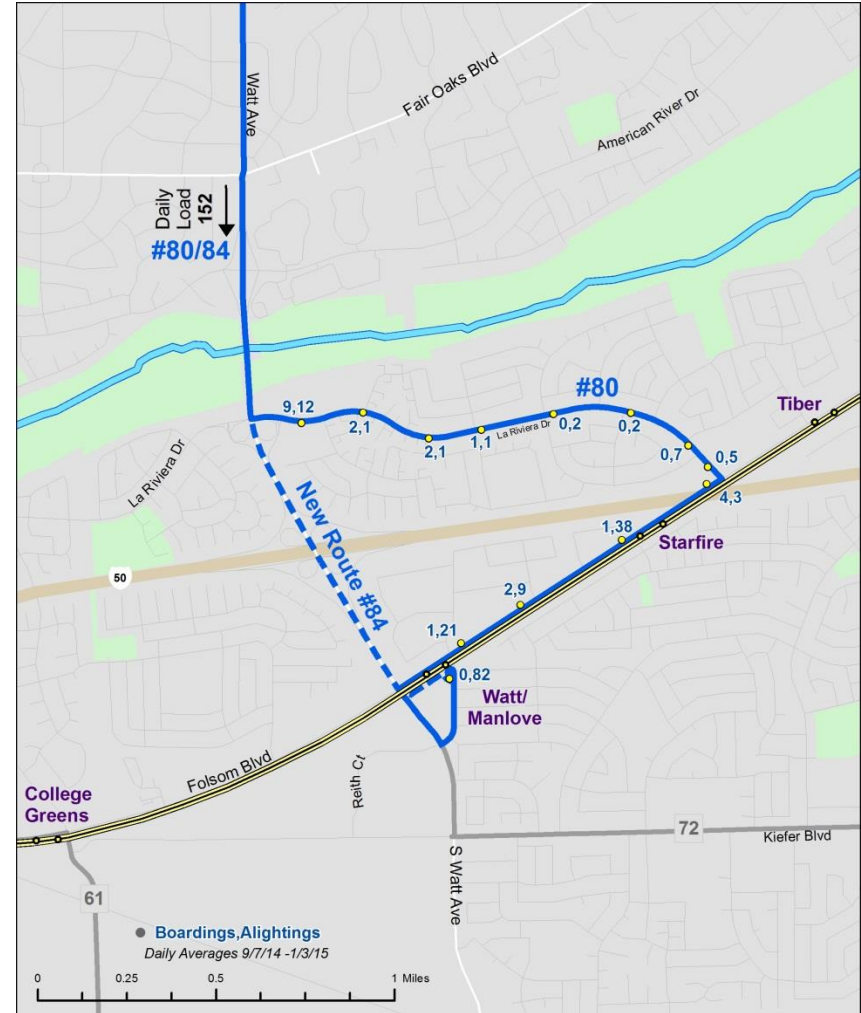 Watt Ave
Fair Oaks Blvd
American River Dr
Daily
Load
152
#80/84
#80
Tiber
9,12
2,1
2,1
1,1
La Riviera Dr
0,2
0,2
0,7
0,5
4,3
La Riviera Dr
New Route #84
50
1,38
Starfire
2,9
1,21
0,82
Watt/
Manlove
Folsom Blvd
Reith Ct
College
Greens
72
Kiefer Blvd
S Watt Ave
61
Boardings,Alightings
Daily Averages 9/7/14 -1/3/15
0 0.25 0.5 1 Miles